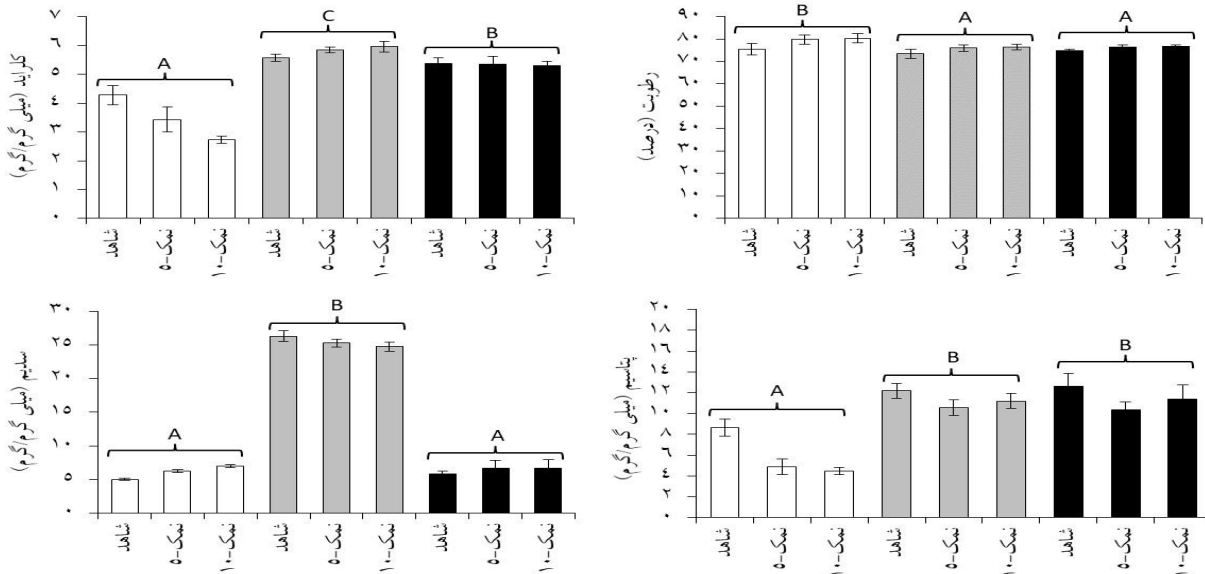 کلراید (میلی گرم/گرم)
۷
۶
۵
۴
۳
۲
۱
۰
A
C
B
شاهد
نمک-۵
نمک-۱۰
شاهد
نمک-۵
نمک-۱۰
شاهد
نمک-۵
نمک-۱۰
رطوبت (درصد)
۹۰
۸۰
۷۰
۶۰
۵۰
۴۰
۳۰
۲۰
۱۰
۰
B
A
A
شاهد
نمک-۵
نمک-۱۰
شاهد
نمک-۵
نمک-۱۰
شاهد
نمک-۵
نمک-۱۰
سدیم (میلی گرم/گرم)
۳۰
۲۵
۲۰
۱۵
۱۰
۵
۰
A
B
A
شاهد
نمک-۵
نمک-۱۰
شاهد
نمک-۵
نمک-۱۰
شاهد
نمک-۵
نمک-۱۰
پتاسیم (میلی گرم/گرم)
۲۰
۱۸
۱۶
۱۴
۱۲
۱۰
۸
۶
۴
۲
۰
A
B
B
شاهد
نمک-۵
نمک-۱۰
شاهد
نمک-۵
نمک-۱۰
شاهد
نمک-۵
نمک-۱۰